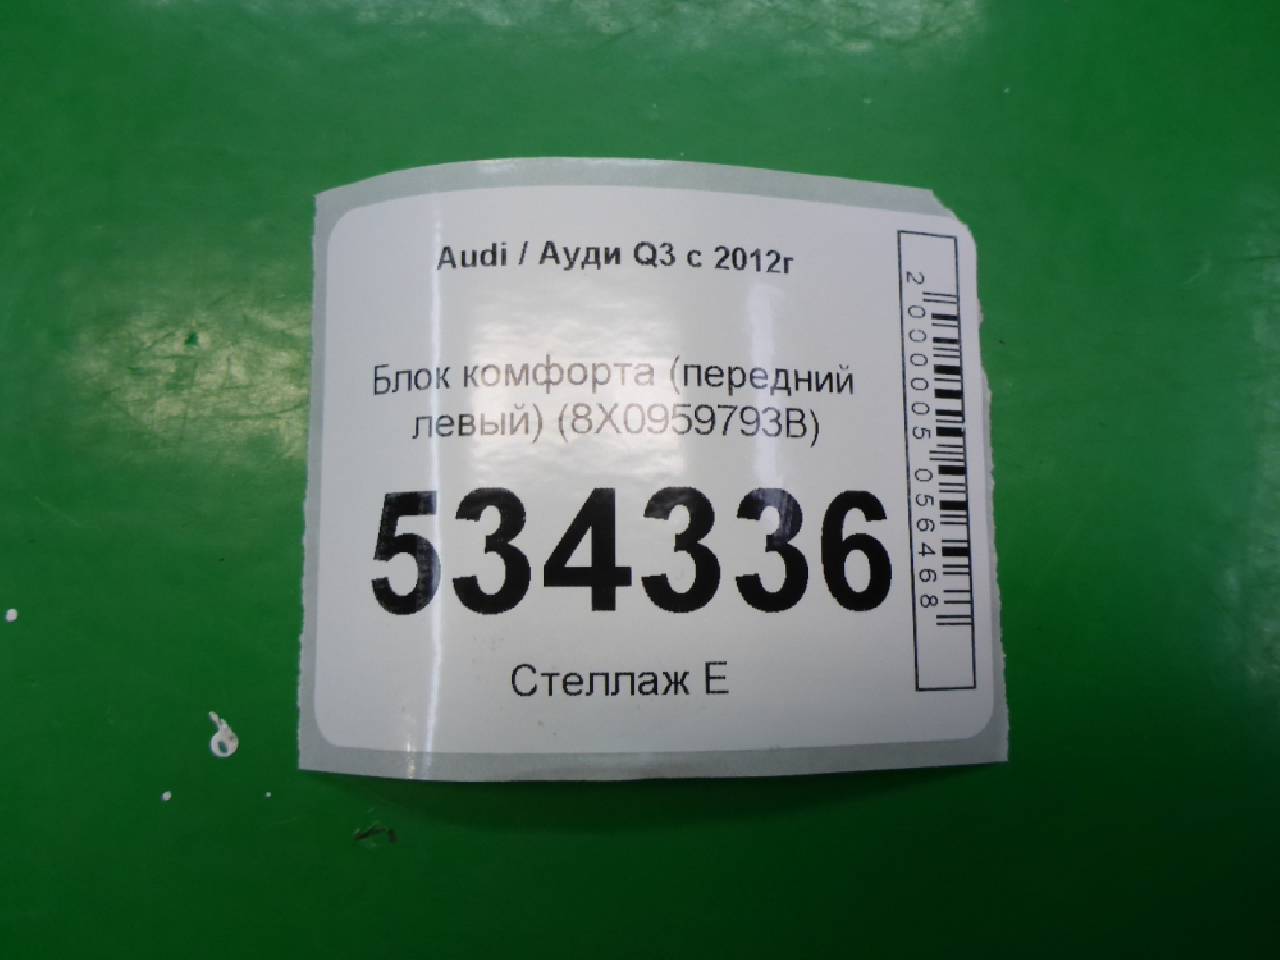 Audi / Ауди Q3 с 2012г
Блок комфорта (передний
левый) (8X0959793B)
534336
Стеллаж E
2000005056468